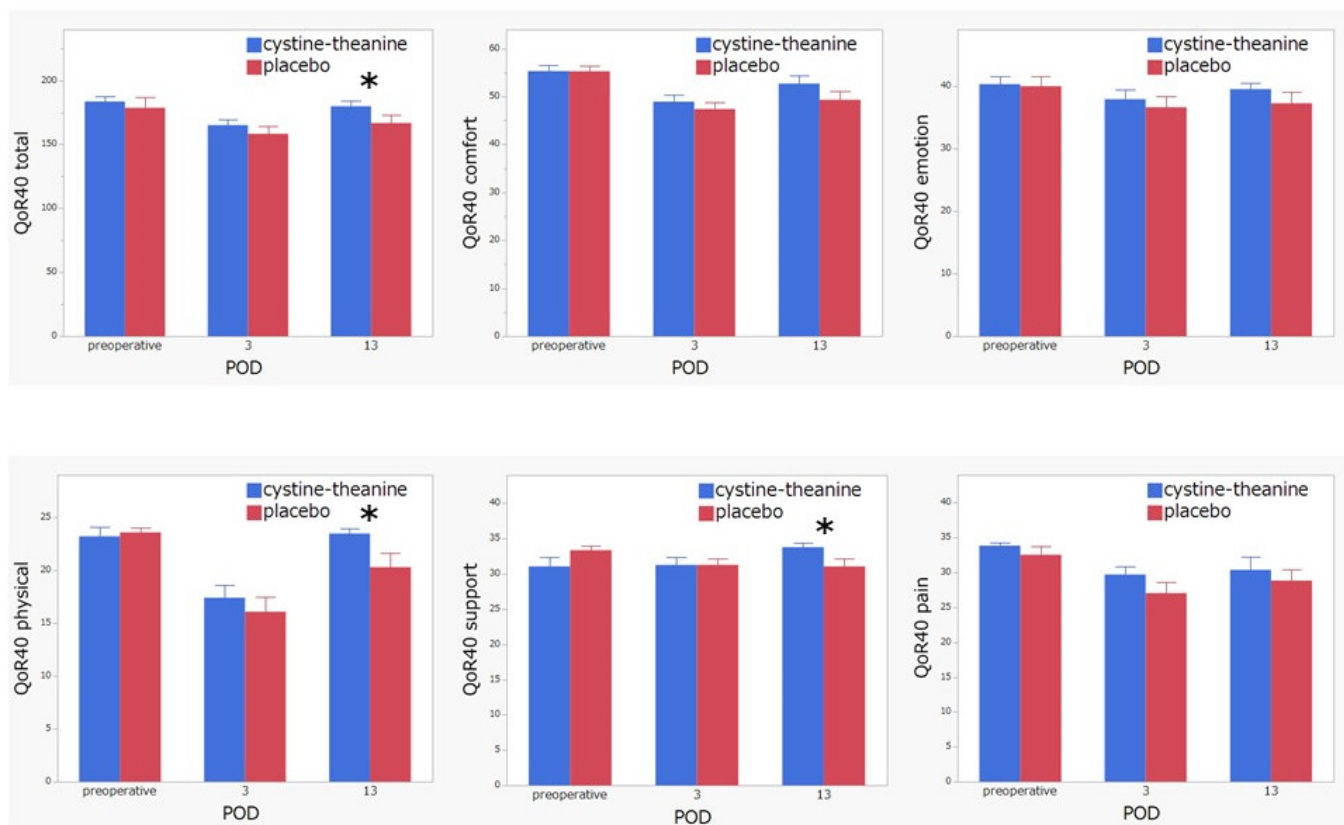 cystine-theanine
placebo
*
QoR40 total
200
150
100
50
0
preoperative 3 13
POD
cystine-theanine
placebo
QoR40 comfort
60
50
40
30
20
10
0
preoperative 3 13
POD
cystine-theanine
placebo
QoR40 emotion
40
30
20
10
0
preoperative 3 13
POD
cystine-theanine
placebo
*
QoR40 physical
25
20
15
10
5
0
preoperative 3 13
POD
cystine-theanine
placebo
*
QoR40 support
40
35
30
25
20
15
10
5
0
preoperative 3 13
POD
cystine-theanine
placebo
QoR40 pain
40
35
30
25
20
15
10
5
0
preoperative 3 13
POD